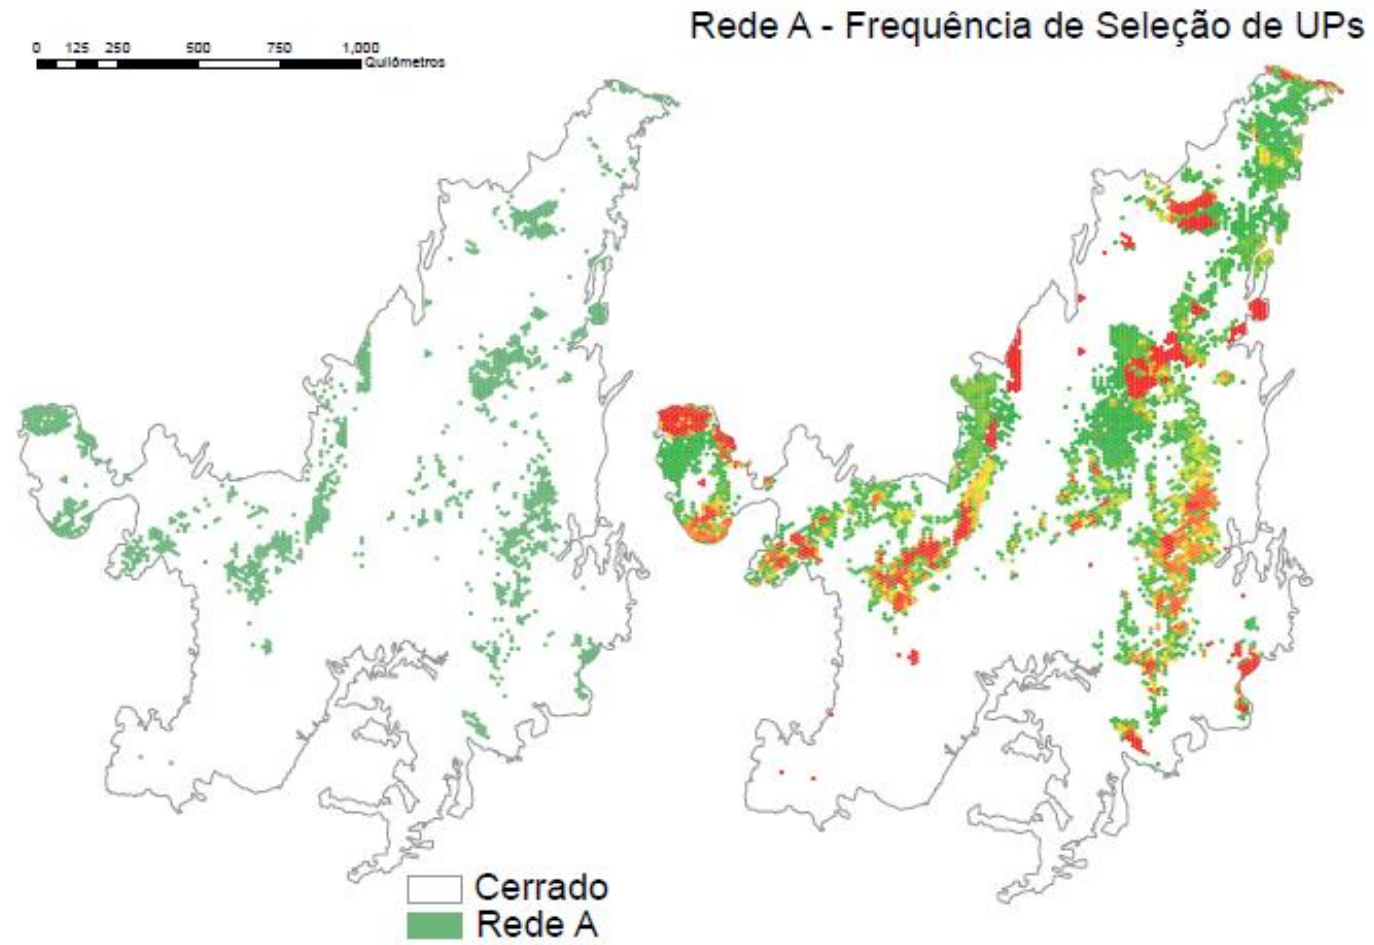 Rede A - Frequência de Seleção de UPs
0 125 250 500 750 1,000
Quilômetros
Cerrado
Rede A